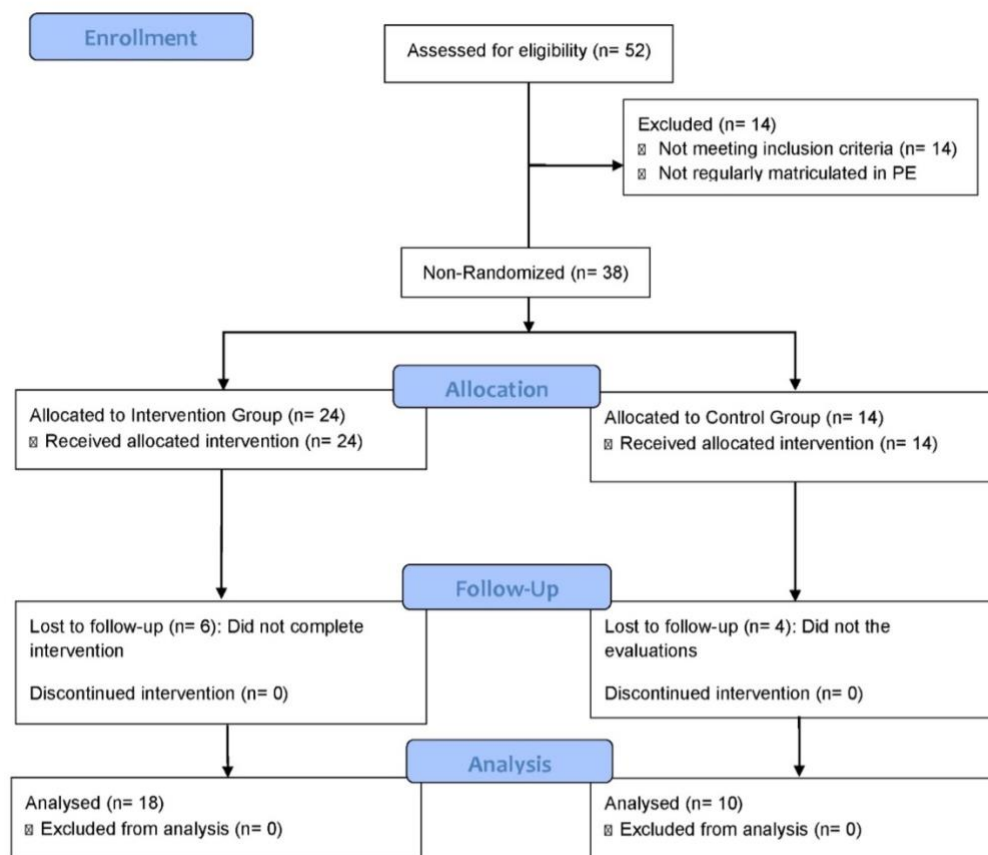 Enrollment
Assessed for eligibility (n= 52)
Excluded (n= 14)
Not meeting inclusion criteria (n= 14)
Not regularly matriculated in PE
Non-Randomized (n= 38)
Allocation
Allocated to Intervention Group (n= 24)
Received allocated intervention (n= 24)
Allocated to Control Group (n= 14)
Received allocated intervention (n= 14)
Follow-Up
Lost to follow-up (n= 6): Did not complete
intervention
Discontinued intervention (n= 0)
Lost to follow-up (n= 4): Did not the
evaluations
Discontinued intervention (n= 0)
Analysis
Analysed (n= 18)
Excluded from analysis (n= 0)
Analysed (n= 10)
Excluded from analysis (n= 0)